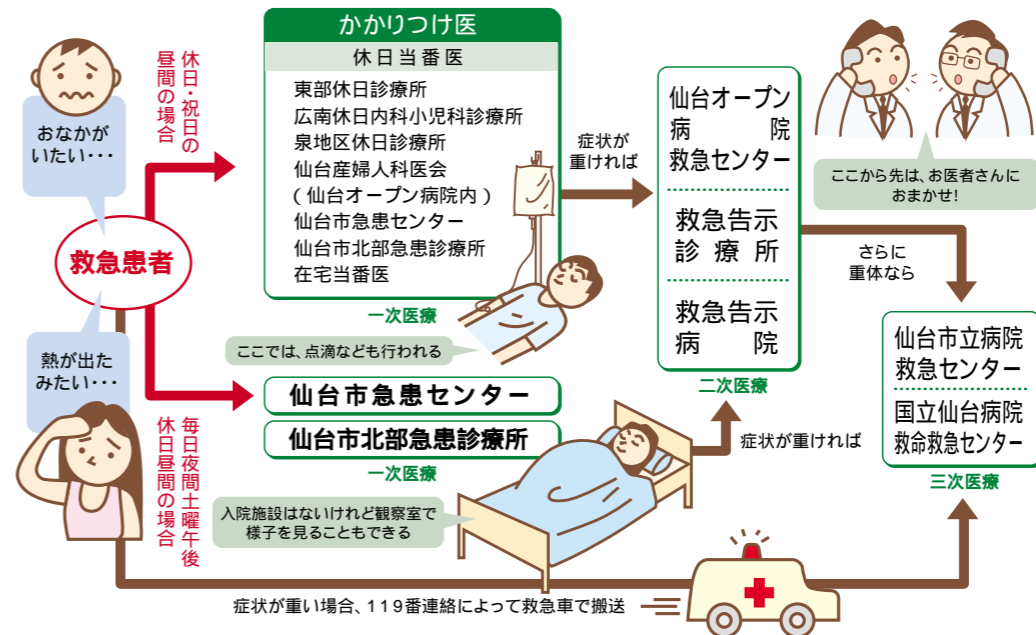 おなかが
いたい・・・
休日・祝日の
昼間の場合
救急患者
熱が出た
みたい・・・
毎日夜間土曜午後
休日昼間の場合
かかりつけ医
休日当番医
東部休日診療所
広南休日内科小児科診療所
泉地区休日診療所
仙台産婦人科医会
(仙台オープン病院内)
仙台市急患センター
仙台市北部急患診療所
在宅当番医
一次医療
ここでは、点滴なども行われる
仙台市急患センター
仙台市北部急患診療所
一次医療
入院施設はないけれど観察室で
様子を見ることもできる
症状が
重ければ
症状が重ければ
仙台オープン
病院
救急センター
救急告示
診療所
救急告示
病院
二次医療
ここから先は、お医者さんに
おまかせ!
さらに
重体なら
仙台市立病院
救急センター
国立仙台病院
救命救急センター
三次医療
症状が重い場合、119番連絡によって救急車で搬送